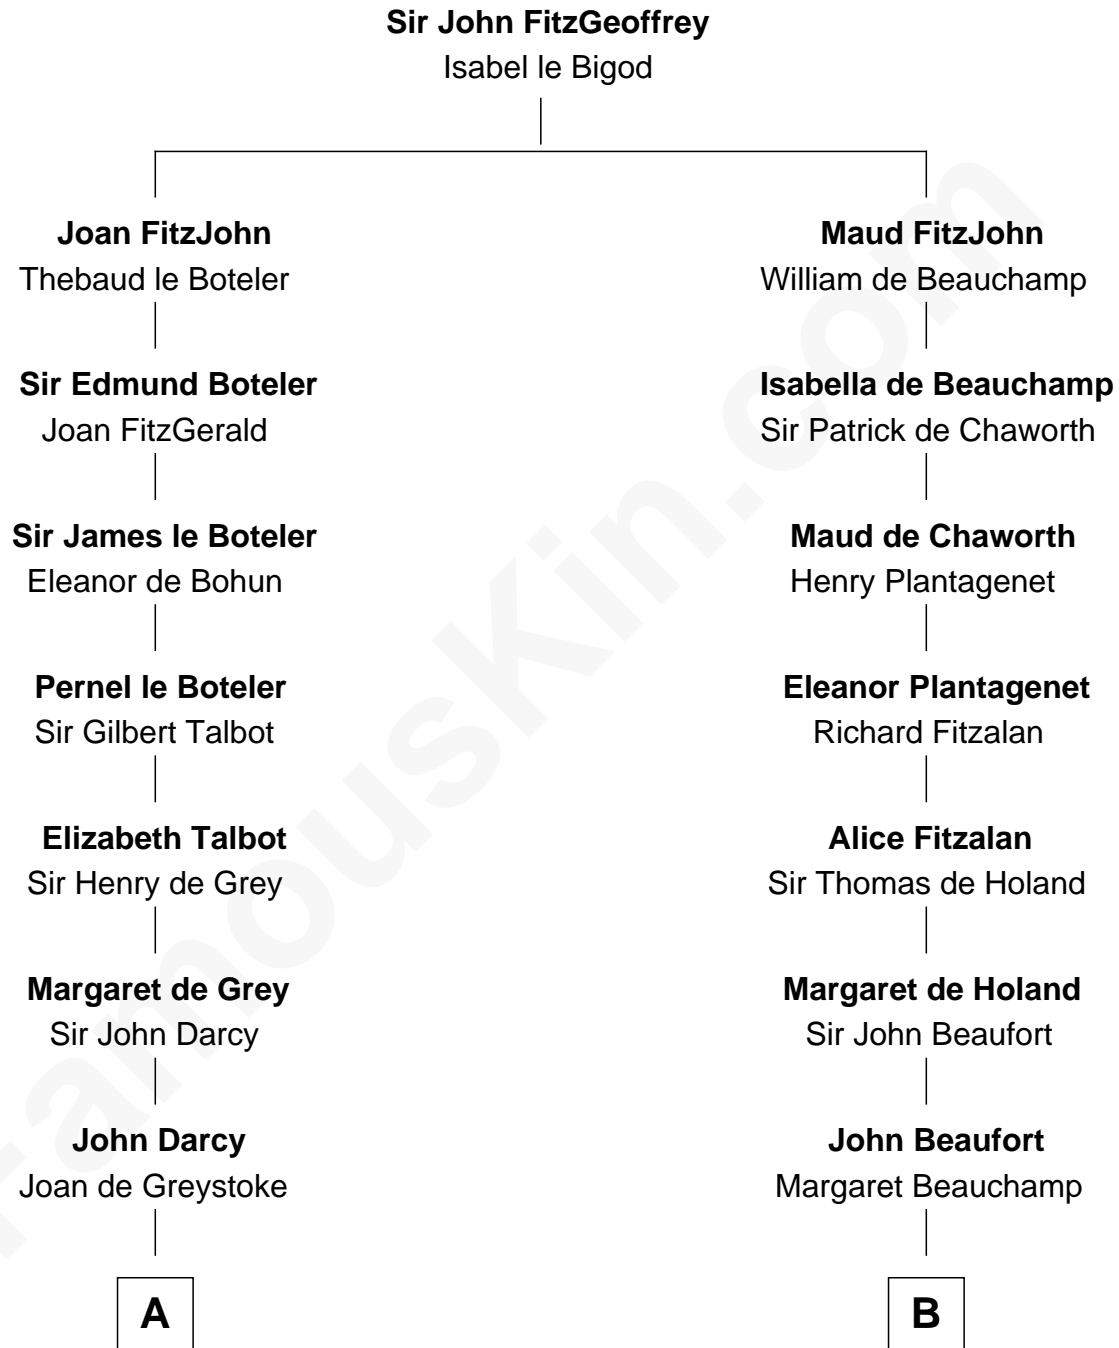 Sir John FitzGeoffrey
Isabel le Bigod
Joan FitzJohn
Thebaud le Boteler
Maud FitzJohn
William de Beauchamp
Sir Edmund Boteler
Joan FitzGerald
Isabella de Beauchamp
Sir Patrick de Chaworth
Sir James le Boteler
Eleanor de Bohun
Maud de Chaworth
Henry Plantagenet
Pernel le Boteler
Sir Gilbert Talbot
Eleanor Plantagenet
Richard Fitzalan
Elizabeth Talbot
Sir Henry de Grey
Alice Fitzalan
Sir Thomas de Holand
Margaret de Grey
Sir John Darcy
Margaret de Holand
Sir John Beaufort
John Darcy
Joan de Greystoke
John Beaufort
Margaret Beauchamp
A
B
FamousKin.com